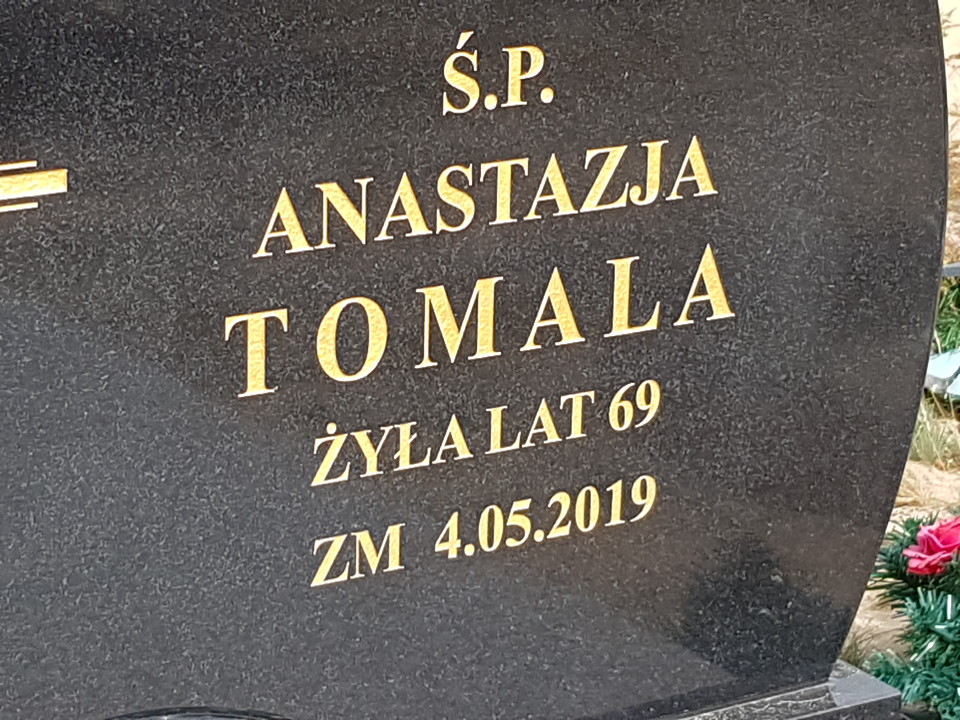 Ś.P.
ANASTAZJA
TOMALA
ŻYŁA LAT 69
ZM 4.05.2019